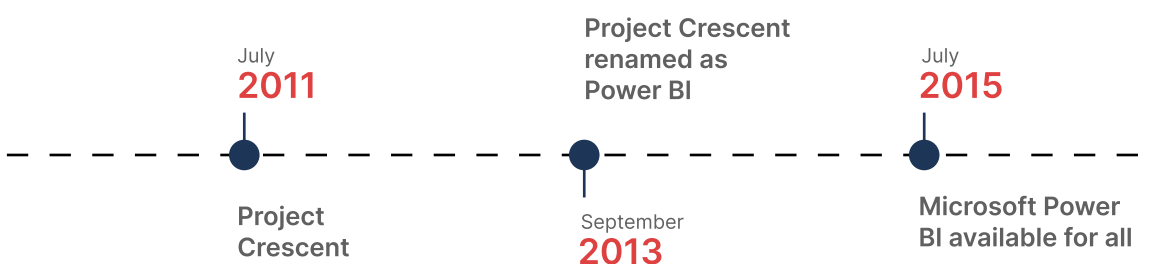 July
2011
Project
Crescent
Project Crescent
renamed as
Power BI
September
2013
July
2015
Microsoft Power
BI available for all